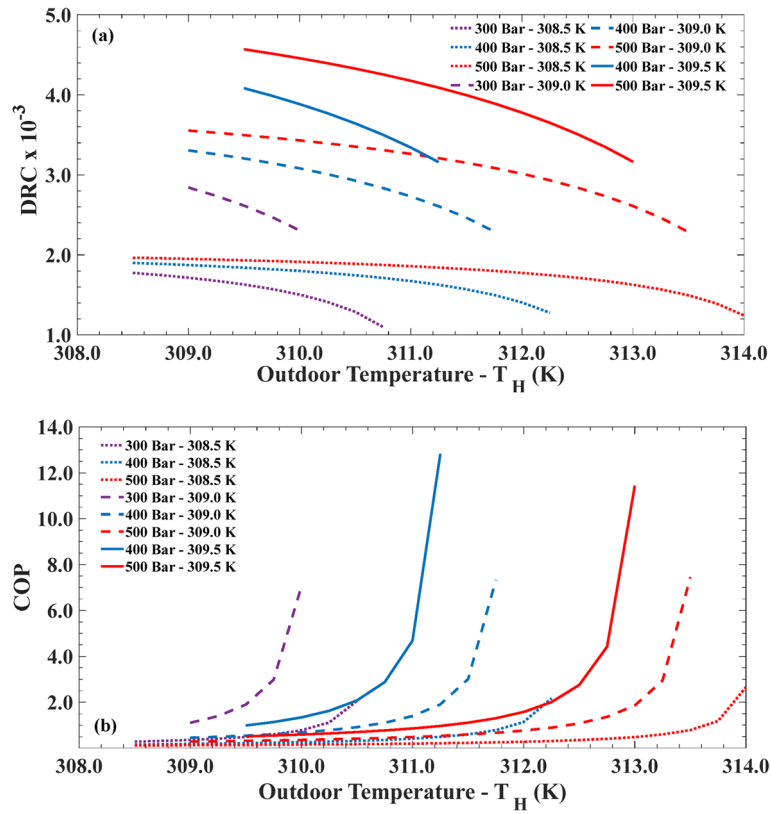 5.0
(a)
300 Bar - 308.5 K
400 Bar - 309.0 K
400 Bar - 308.5 K
500 Bar - 309.0 K
500 Bar - 308.5 K
400 Bar - 309.5 K
300 Bar - 309.0 K
500 Bar - 309.5 K
4.0
3.0
2.0
1.0
DRC x 10⁻³
308.0 309.0 310.0 311.0 312.0 313.0 314.0
Outdoor Temperature - T_H (K)
14.0
300 Bar - 308.5 K
400 Bar - 308.5 K
500 Bar - 308.5 K
300 Bar - 309.0 K
400 Bar - 309.0 K
500 Bar - 309.0 K
400 Bar - 309.5 K
500 Bar - 309.5 K
12.0
10.0
8.0
6.0
4.0
2.0
COP
(b)
308.0 309.0 310.0 311.0 312.0 313.0 314.0
Outdoor Temperature - T_H (K)